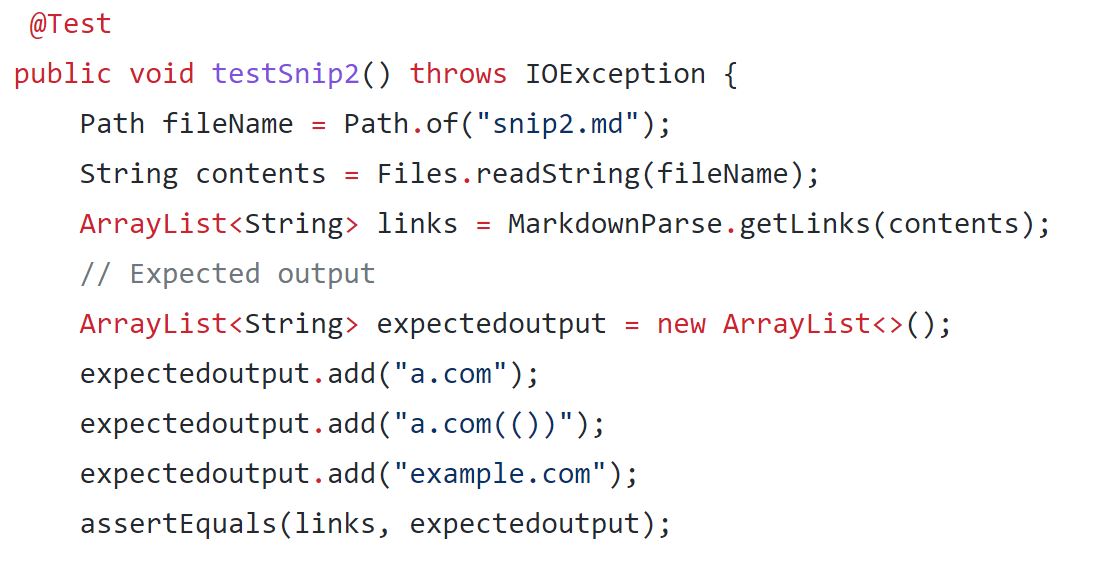 @Test
public void testSnip2() throws IOException {
Path fileName = Path.of("snip2.md");
String contents = Files.readString(fileName);
ArrayList<String> links = MarkdownParse.getLinks(contents);
// Expected output
ArrayList<String> expectedoutput = new ArrayList<>();
expectedoutput.add("a.com");
expectedoutput.add("a.com(())");
expectedoutput.add("example.com");
assertEquals(links, expectedoutput);